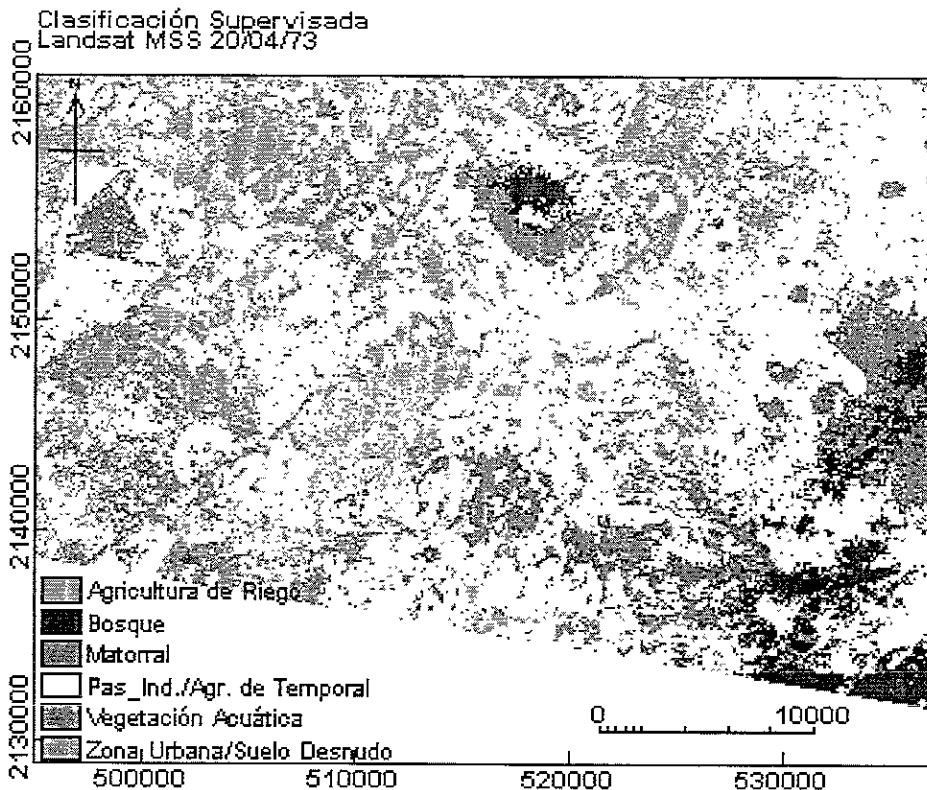 Clasificación Supervisada
Landsat MSS 20/04/73
2160000
2150000
2140000
2130000
N
Agricultura de Riego
Bosque
Matorral
Pas_Ind./Agr. de Temporal
Vegetación Acuática
Zona Urbana/Suelo Desnudo
0 10000
500000 510000 520000 530000